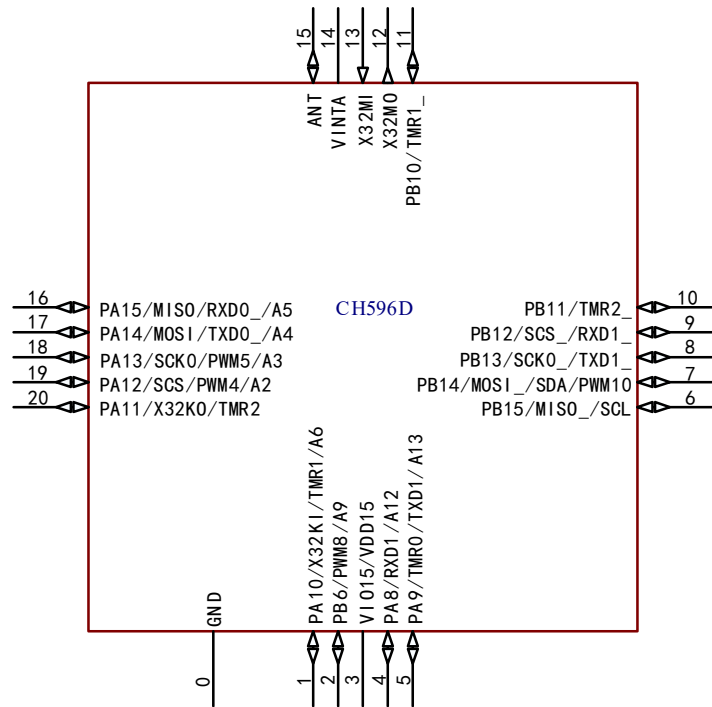 15
14
13
12
11
ANT
VINTA
X32MI
X32MO
PB10/TMR1_
CH596D
16 PA15/MISO/RXD0_/A5
17 PA14/MOSI/TXD0_/A4
18 PA13/SCK0/PWM5/A3
19 PA12/SCS/PWM4/A2
20 PA11/X32KO/TMR2
PB11/TMR2_ 10
PB12/SCS_/RXD1_ 9
PB13/SCK0_/TXD1_ 8
PB14/MOSI_/SDA/PWM10 7
PB15/MISO_/SCL 6
GND
PA10/X32KI/TMR1/A6
PB6/PWM8/A9
VIO15/VDD15
PA8/RXD1/A12
PA9/TMR0/TXD1/A13
0
1
2
3
4
5